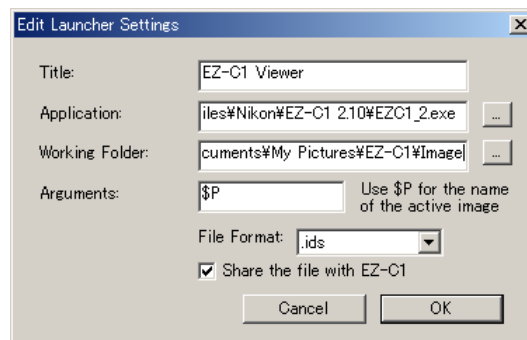 Edit Launcher Settings
Title: EZ-C1 Viewer
Application: iles¥Nikon¥EZ-C1 2.10¥EZC1_2.exe ...
Working Folder: cuments¥My Pictures¥EZ-C1¥Image ...
Arguments: $P Use $P for the name
of the active image
File Format: .ids
Share the file with EZ-C1
Cancel OK